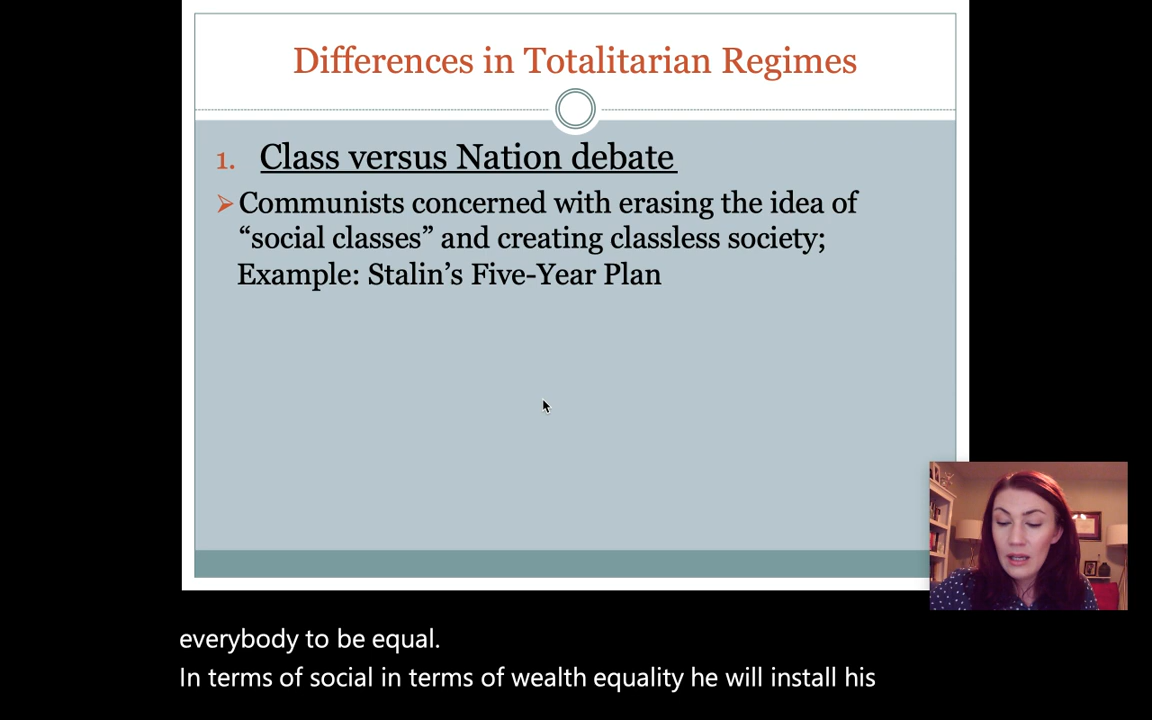 Differences in Totalitarian Regimes
1. Class versus Nation debate
➢ Communists concerned with erasing the idea of
“social classes” and creating classless society;
Example: Stalin’s Five-Year Plan
everybody to be equal.
In terms of social in terms of wealth equality he will install his